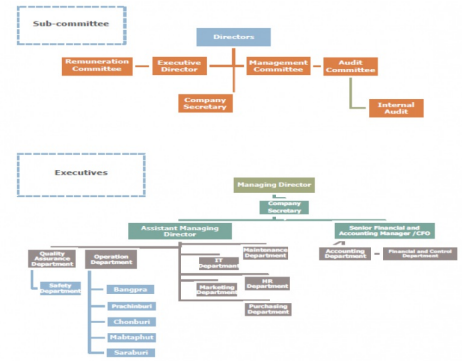 Sub-committee
Directors
Remuneration
Committee
Executive
Director
Management
Committee
Audit
Committee
Company
Secretary
Internal
Audit
Executives
Managing Director
Company
Secretary
Assistant Managing
Director
Senior Financial and
Accounting Manager /CFO
Quality
Assurance
Department
Operation
Department
Maintenance
Department
IT
Department
Accounting
Department
Financial and Control
Department
Safety
Department
Bangpra
Marketing
Department
HR
Department
Prachinburi
Purchasing
Department
Chonburi
Mabtaphut
Saraburi